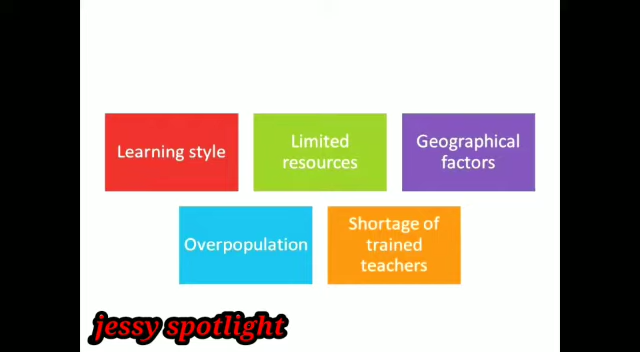 Learning style
Limited
resources
Geographical
factors
Overpopulation
Shortage of
trained
teachers
jessy spotlight